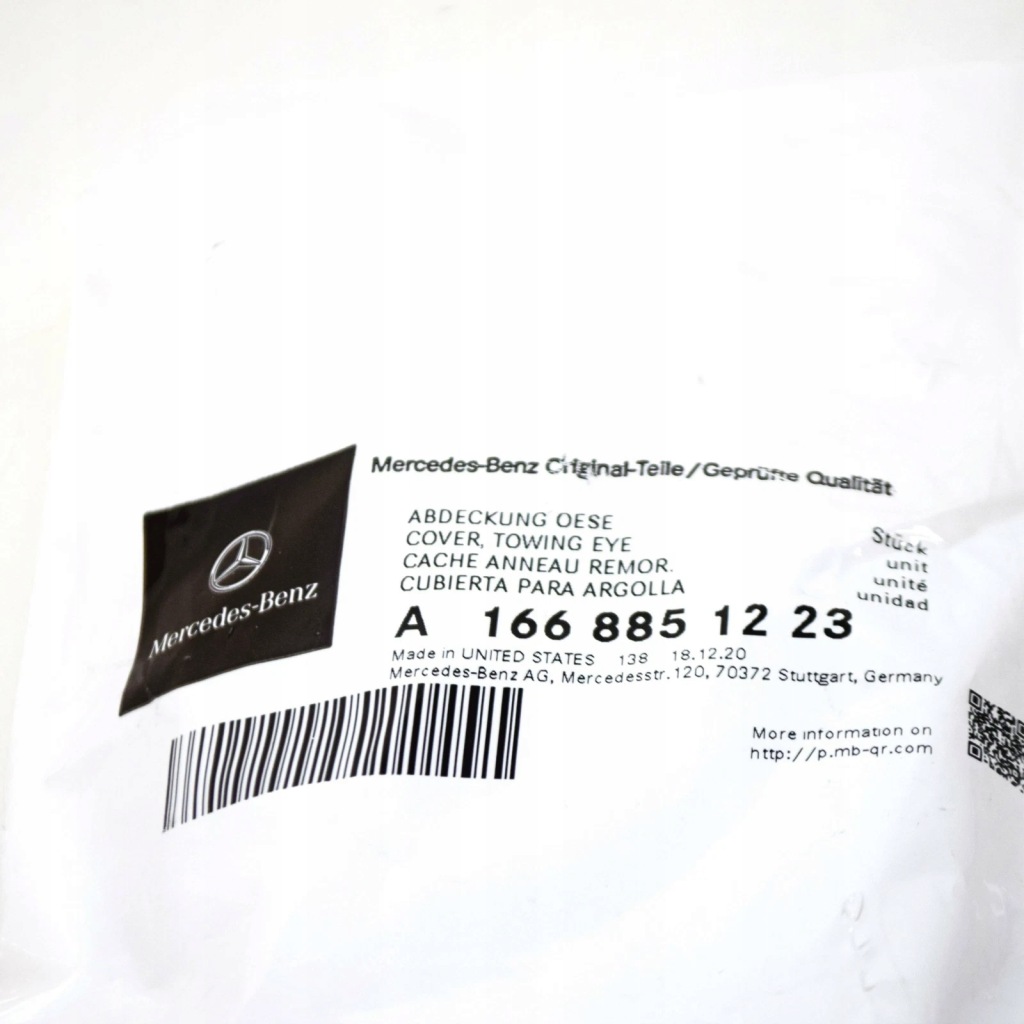 Mercedes-Benz Original-Teile/Geprüfte Qualität
ABDECKUNG OESE
COVER, TOWING EYE
CACHE ANNEAU REMOR.
CUBIERTA PARA ARGOLLA
Stück
unit
unité
unidad
A 166 885 12 23
Made in UNITED STATES 138 18.12.20
Mercedes-Benz AG, Mercedesstr.120, 70372 Stuttgart, Germany
Mercedes-Benz
More information on
http://p.mb-qr.com